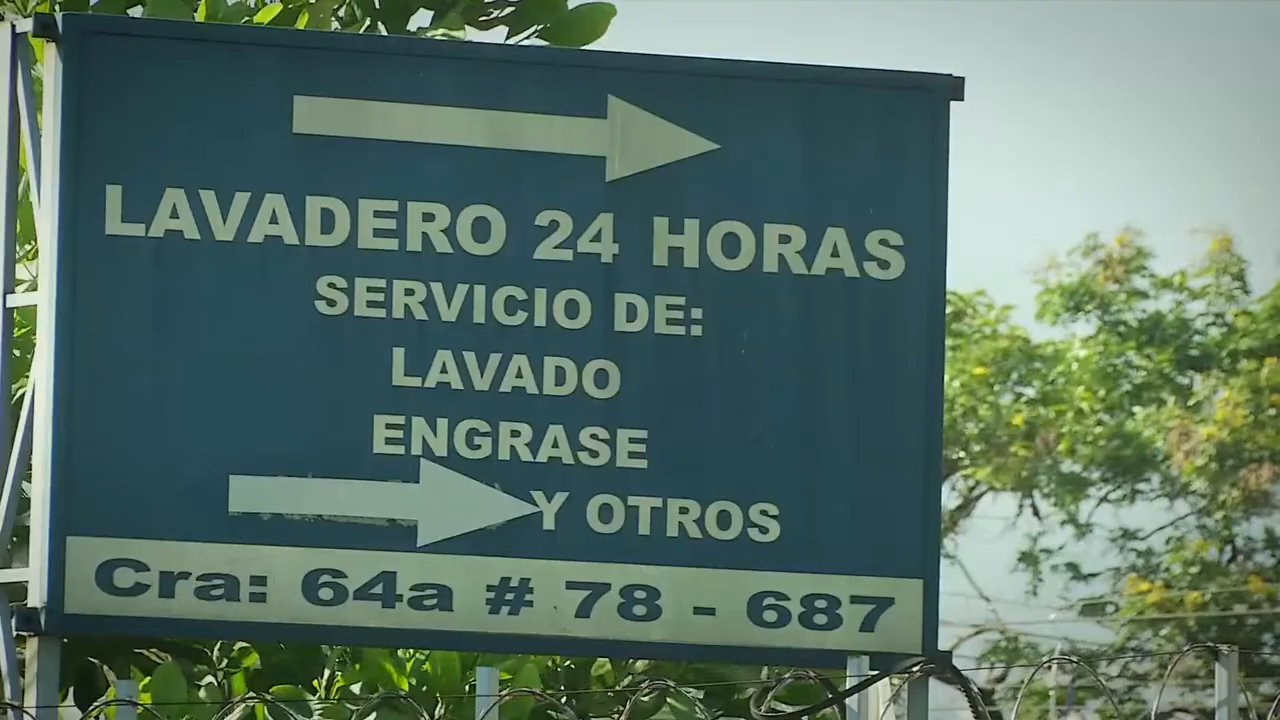 LAVADERO 24 HORAS
SERVICIO DE:
LAVADO
ENGRASE
Y OTROS
Cra: 64a # 78 - 687